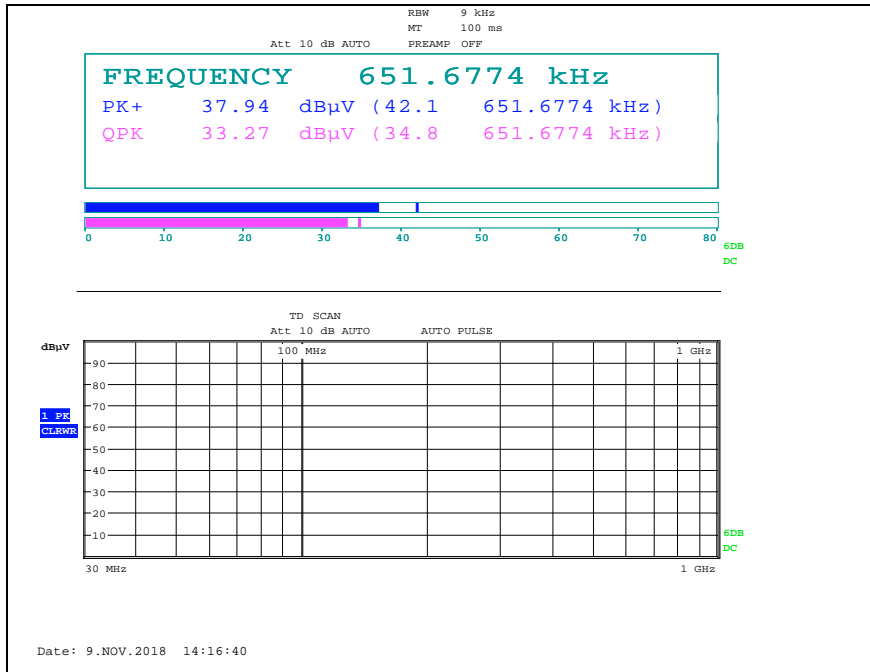 RBW 9 kHz
MT 100 ms
Att 10 dB AUTO PREAMP OFF
FREQUENCY 651.6774 kHz
PK+ 37.94 dBµV (42.1 651.6774 kHz)
QPK 33.27 dBµV (34.8 651.6774 kHz)
0 10 20 30 40 50 60 70 80
6DB
DC
TD SCAN
Att 10 dB AUTO AUTO PULSE
dBµV
100 MHz 1 GHz
90
80
70
1 PK
CLRWR
60
50
40
30
20
10
6DB
DC
30 MHz 1 GHz
Date: 9.NOV.2018 14:16:40